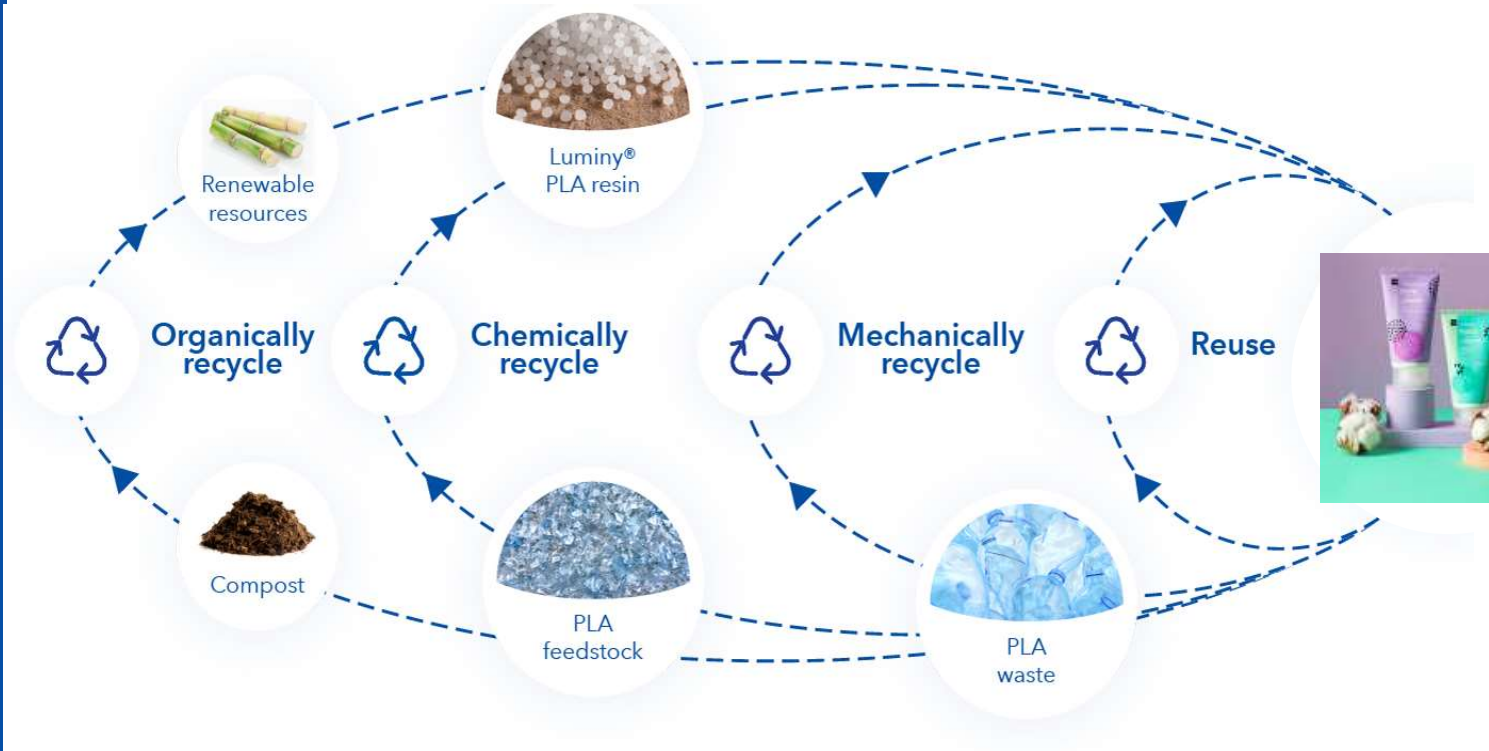 Luminy®
PLA resin
Renewable
resources
Organically
recycle
Chemically
recycle
Mechanically
recycle
Reuse
Compost
PLA
feedstock
PLA
waste